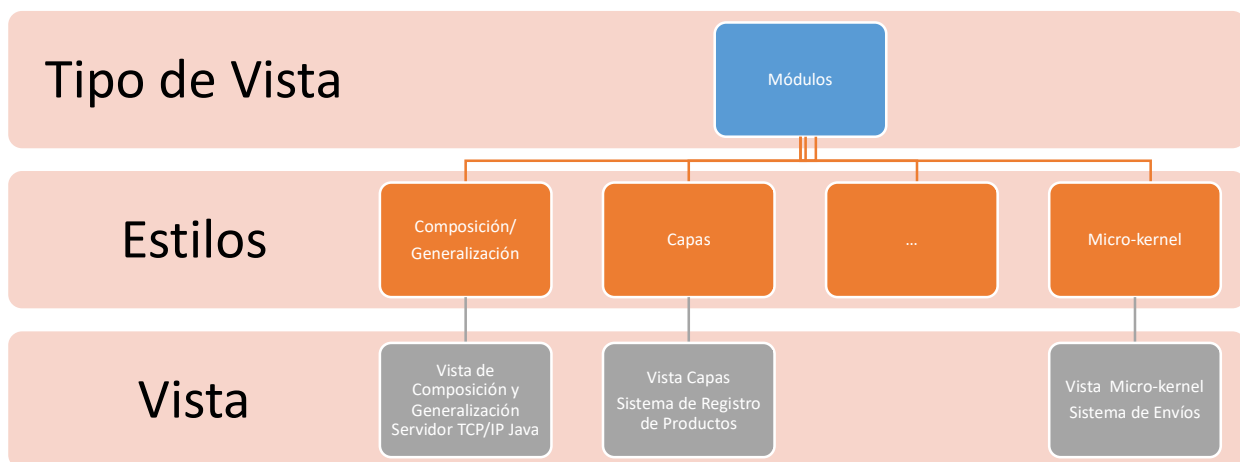 Tipo de Vista
Módulos
Estilos
Composición/
Generalización
Capas
...
Micro-kernel
Vista
Vista de
Composición y
Generalización
Servidor TCP/IP Java
Vista Capas
Sistema de Registro
de Productos
Vista Micro-kernel
Sistema de Envíos